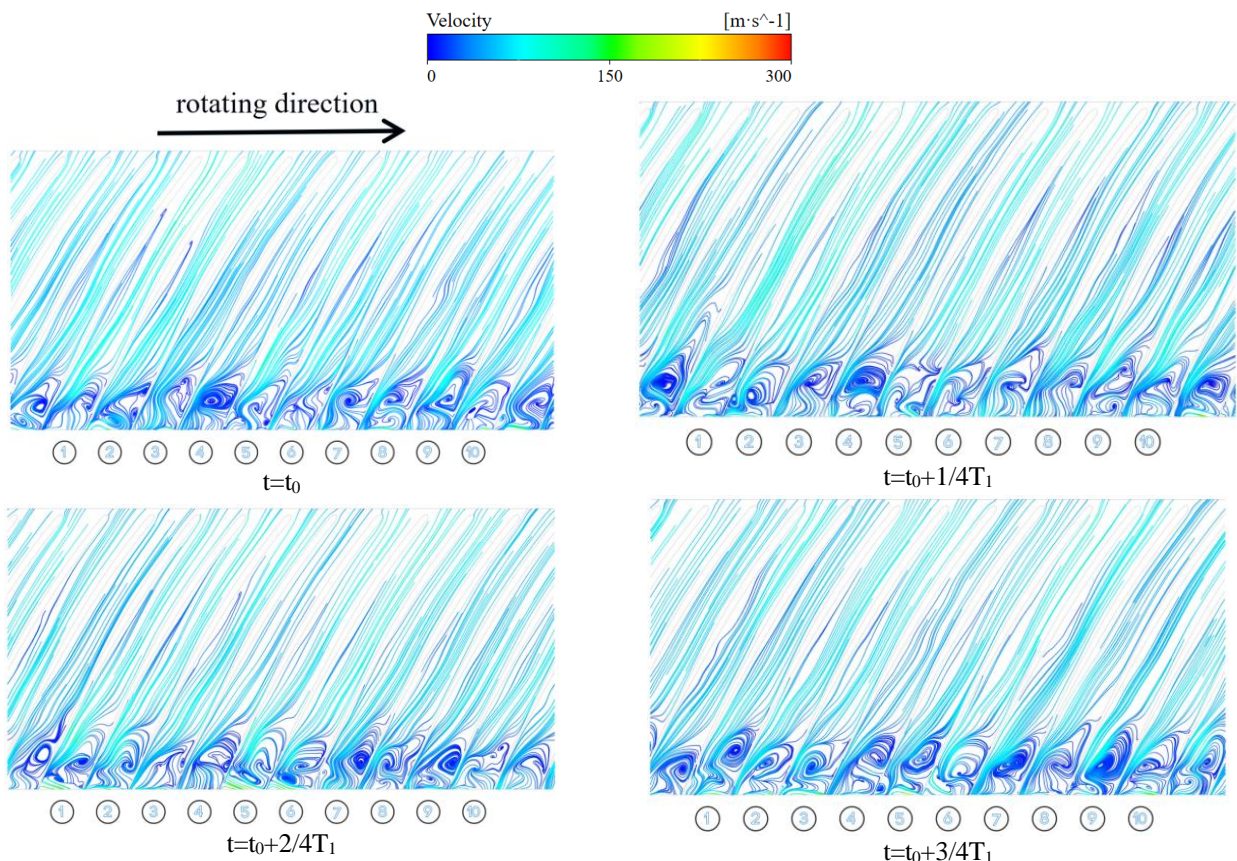 Velocity [m·s^-1]
0 150 300
rotating direction
1 2 3 4 5 6 7 8 9 10
t=t₀
1 2 3 4 5 6 7 8 9 10
t=t₀+1/4T₁
1 2 3 4 5 6 7 8 9 10
t=t₀+2/4T₁
1 2 3 4 5 6 7 8 9 10
t=t₀+3/4T₁